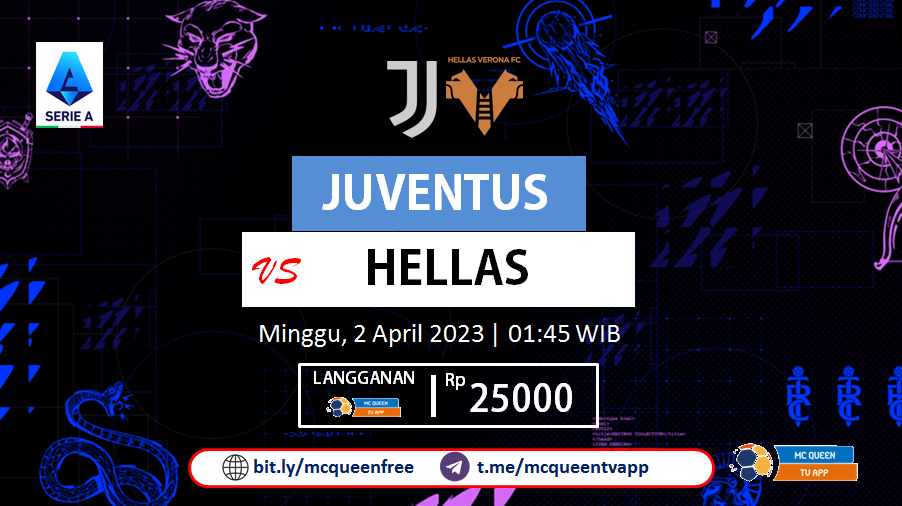 SERIE A
HELLAS VERONA FC
JUVENTUS
VS HELLAS
Minggu, 2 April 2023 | 01:45 WIB
LANGGANAN | Rp 25000
MC QUEEN
TV APP
bit.ly/mcqueenfree t.me/mcqueentvapp
MC QUEEN
TV APP